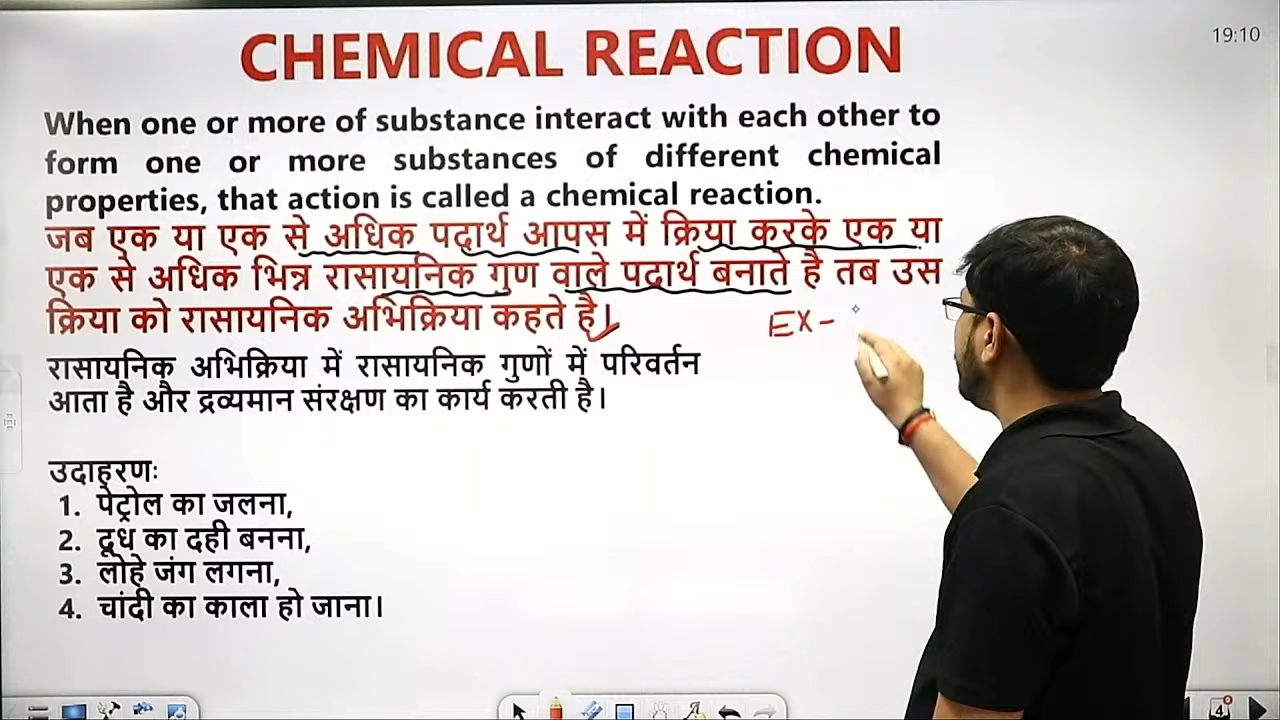 CHEMICAL REACTION
19:10
When one or more of substance interact with each other to
form one or more substances of different chemical
properties, that action is called a chemical reaction.
जब एक या एक से अधिक पदार्थ आपस में क्रिया करके एक या
एक से अधिक भिन्न रासायनिक गुण वाले पदार्थ बनाते है तब उस
क्रिया को रासायनिक अभिक्रिया कहते है।
EX-
रासायनिक अभिक्रिया में रासायनिक गुणों में परिवर्तन
आता है और द्रव्यमान संरक्षण का कार्य करती है।
उदाहरणः
1. पेट्रोल का जलना,
2. दूध का दही बनना,
3. लोहे जंग लगना,
4. चांदी का काला हो जाना।
4